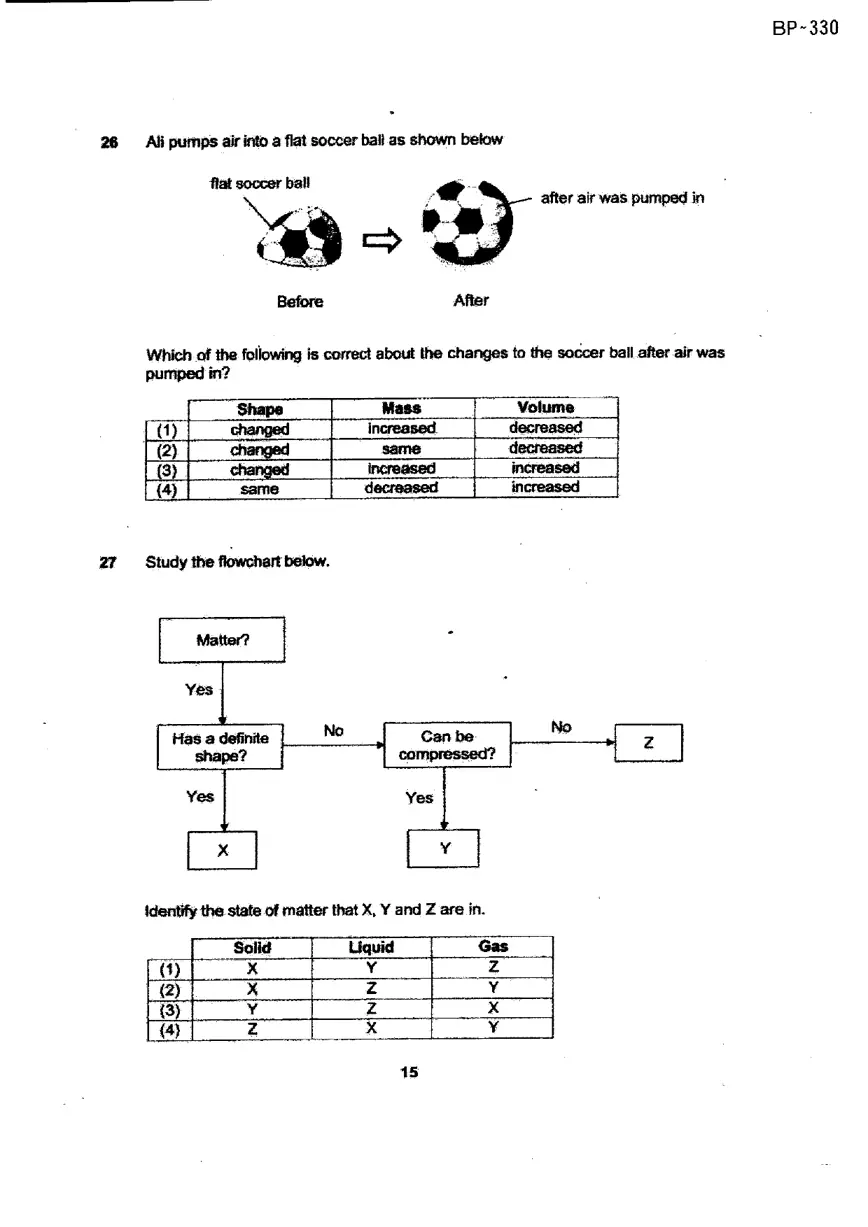 BP~330
26 Ali pumps air into a flat soccer ball as shown below
flat soccer ball
after air was pumped in
Before After
Which of the following is correct about the changes to the soccer ball after air was
pumped in?
Shape Mass Volume
(1) changed increased decreased
(2) changed same decreased
(3) changed increased increased
(4) same decreased increased
27 Study the flowchart below.
Matter?
Yes
Has a definite
shape?
No
Can be
compressed?
No
Z
Yes
Yes
X
Y
Identify the state of matter that X, Y and Z are in.
Solid Liquid Gas
(1) X Y Z
(2) X Z Y
(3) Y Z X
(4) Z X Y
15